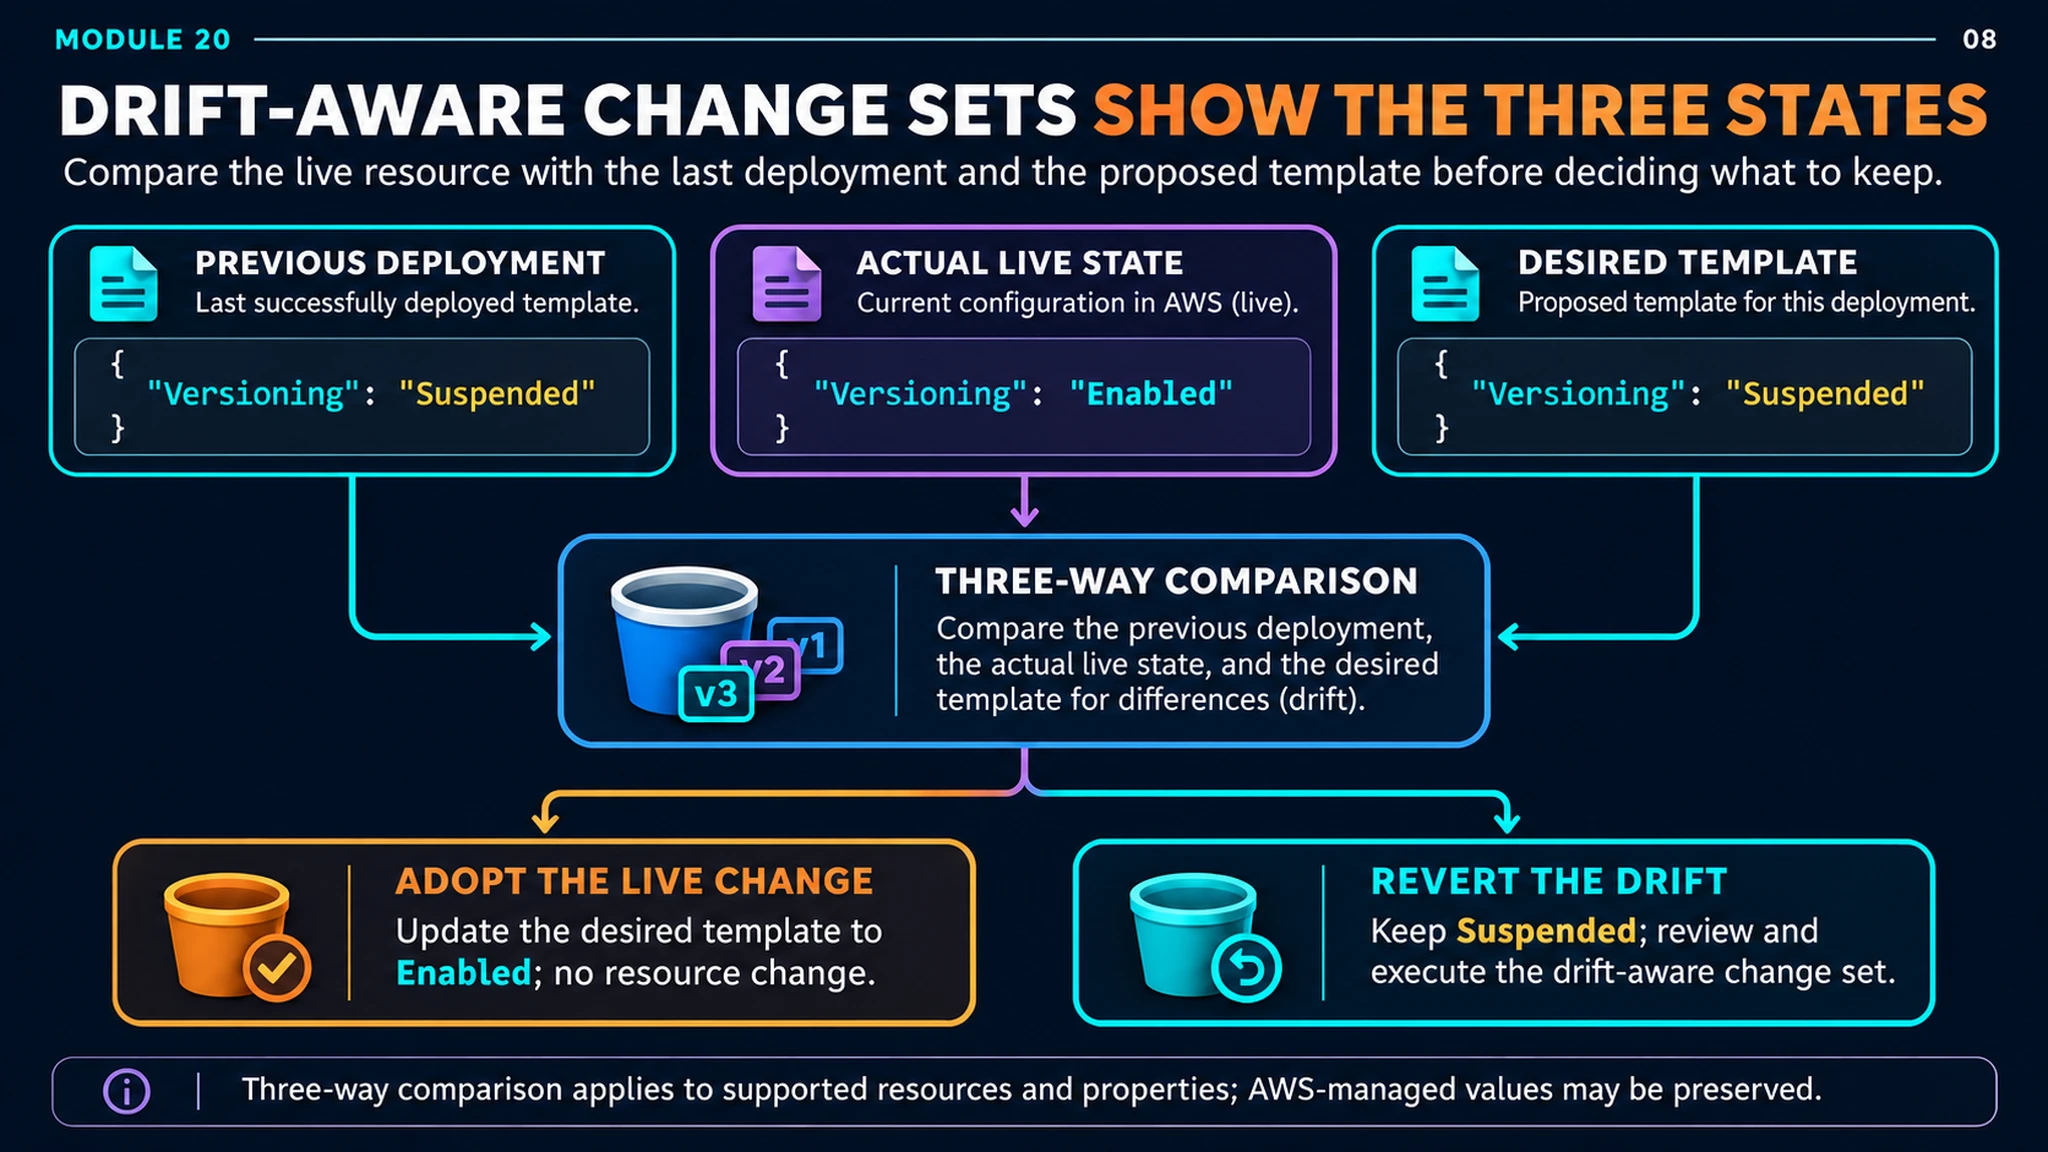 MODULE 20
08
DRIFT-AWARE CHANGE SETS SHOW THE THREE STATES
Compare the live resource with the last deployment and the proposed template before deciding what to keep.
PREVIOUS DEPLOYMENT
Last successfully deployed template.
{
"Versioning": "Suspended"
}
ACTUAL LIVE STATE
Current configuration in AWS (live).
{
"Versioning": "Enabled"
}
DESIRED TEMPLATE
Proposed template for this deployment.
{
"Versioning": "Suspended"
}
v1
v2
v3
THREE-WAY COMPARISON
Compare the previous deployment,
the actual live state, and the desired
template for differences (drift).
ADOPT THE LIVE CHANGE
Update the desired template to
Enabled; no resource change.
REVERT THE DRIFT
Keep Suspended; review and
execute the drift-aware change set.
Three-way comparison applies to supported resources and properties; AWS-managed values may be preserved.